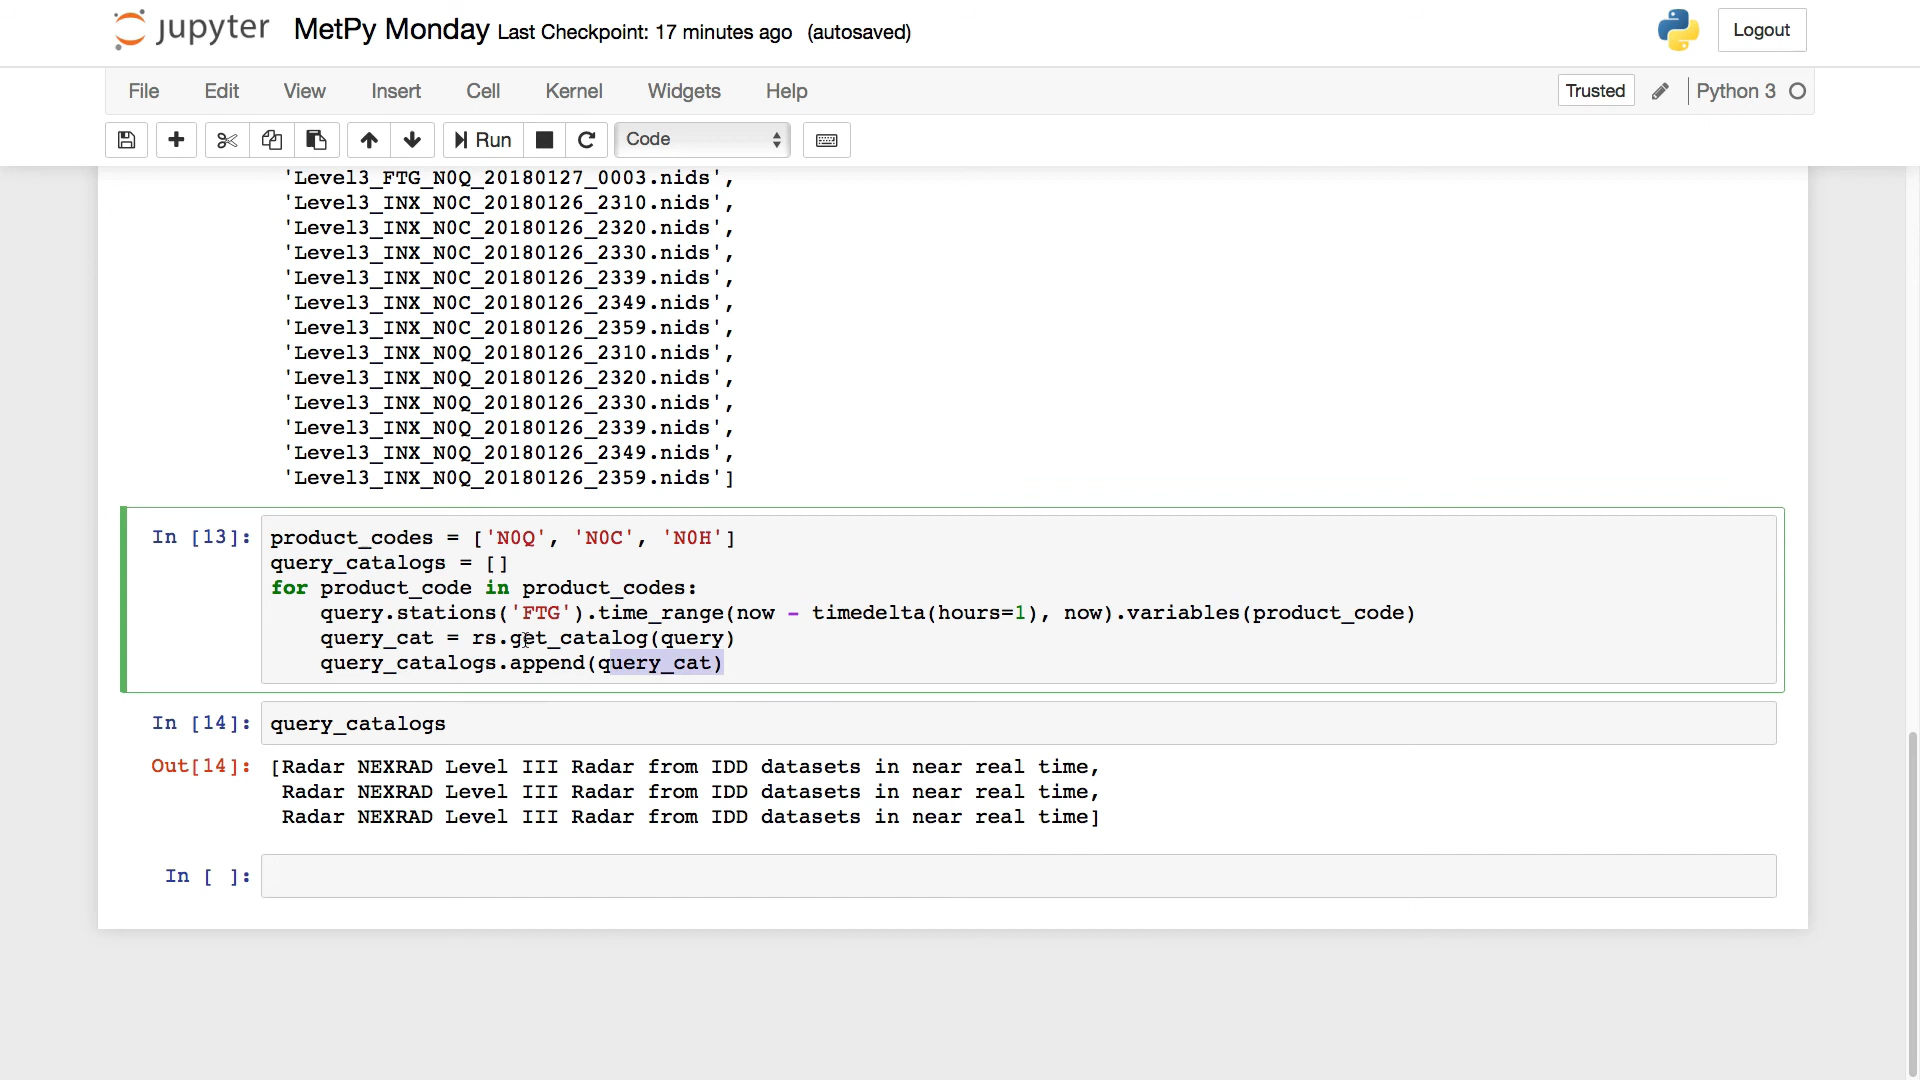 jupyter MetPy Monday Last Checkpoint: 17 minutes ago (autosaved) Logout
File Edit View Insert Cell Kernel Widgets Help Trusted Python 3
Run Code
'Level3_FTG_N0Q_20180127_0003.nids',
'Level3_INX_N0C_20180126_2310.nids',
'Level3_INX_N0C_20180126_2320.nids',
'Level3_INX_N0C_20180126_2330.nids',
'Level3_INX_N0C_20180126_2339.nids',
'Level3_INX_N0C_20180126_2349.nids',
'Level3_INX_N0C_20180126_2359.nids',
'Level3_INX_N0Q_20180126_2310.nids',
'Level3_INX_N0Q_20180126_2320.nids',
'Level3_INX_N0Q_20180126_2330.nids',
'Level3_INX_N0Q_20180126_2339.nids',
'Level3_INX_N0Q_20180126_2349.nids',
'Level3_INX_N0Q_20180126_2359.nids']
In [13]: product_codes = ['N0Q', 'N0C', 'N0H']
query_catalogs = []
for product_code in product_codes:
query.stations('FTG').time_range(now - timedelta(hours=1), now).variables(product_code)
query_cat = rs.get_catalog(query)
query_catalogs.append(query_cat)
In [14]: query_catalogs
Out[14]: [Radar NEXRAD Level III Radar from IDD datasets in near real time,
Radar NEXRAD Level III Radar from IDD datasets in near real time,
Radar NEXRAD Level III Radar from IDD datasets in near real time]
In [ ]: